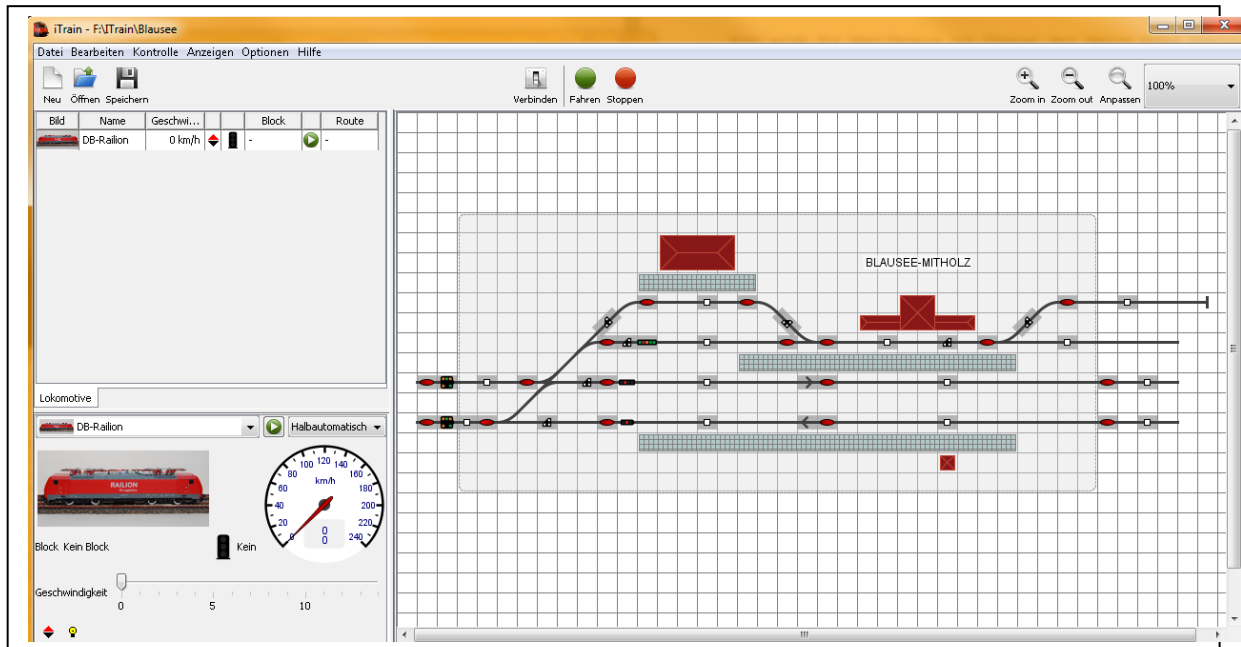 iTrain - F:\ITrain\Blausee
Datei Bearbeiten Kontrolle Anzeigen Optionen Hilfe
Neu Öffnen Speichern Verbinden Fahren Stoppen Zoom in Zoom out Anpassen 100%
Bild Name Geschwi... Block Route
DB-Railion 0 km/h - -
BLAUSEE-MITHOLZ
Lokomotive
DB-Railion Halbautomatisch
RAILION
km/h
0 20 40 60 80 100 120 140 160 180 200 220 240
0
0
Block Kein Block Kein
Geschwindigkeit
0 5 10